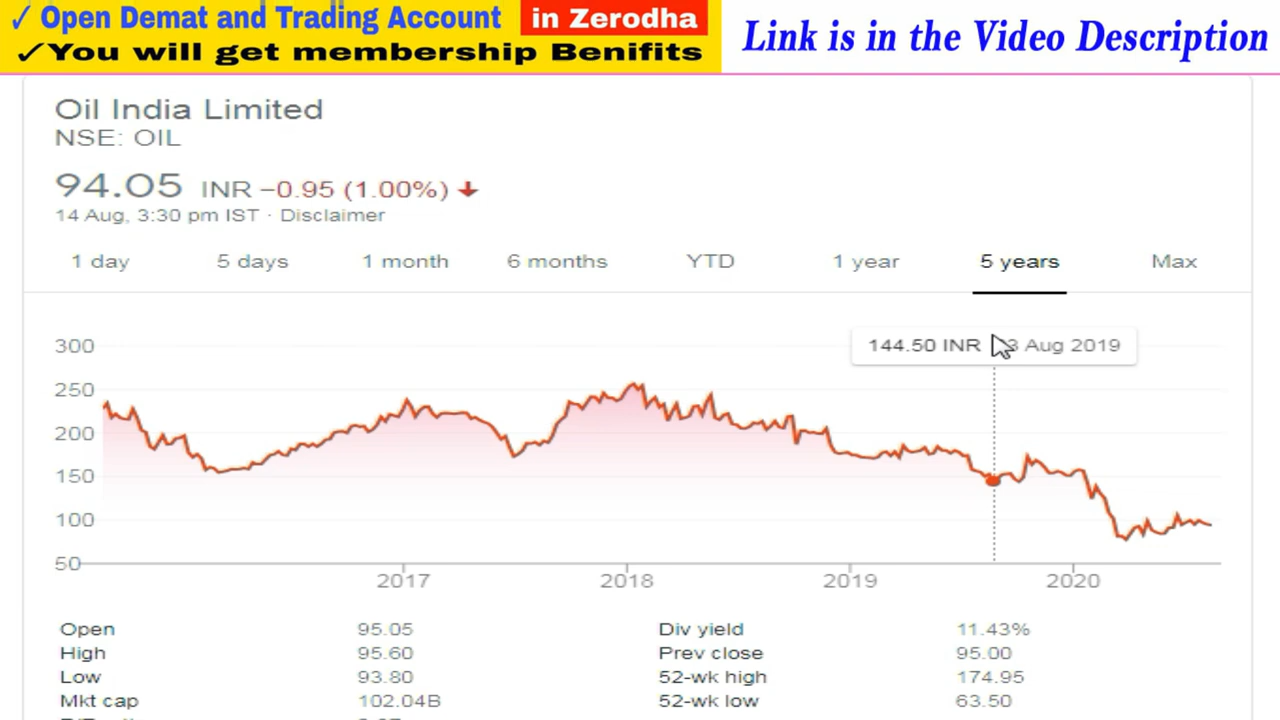 ✓ Open Demat and Trading Account in Zerodha
✓You will get membership Benifits
Link is in the Video Description
Oil India Limited
NSE: OIL
94.05 INR −0.95 (1.00%)
14 Aug, 3:30 pm IST · Disclaimer
1 day 5 days 1 month 6 months YTD 1 year 5 years Max
144.50 INR Aug 2019
300
250
200
150
100
50
2017 2018 2019 2020
Open 95.05 Div yield 11.43%
High 95.60 Prev close 95.00
Low 93.80 52-wk high 174.95
Mkt cap 102.04B 52-wk low 63.50